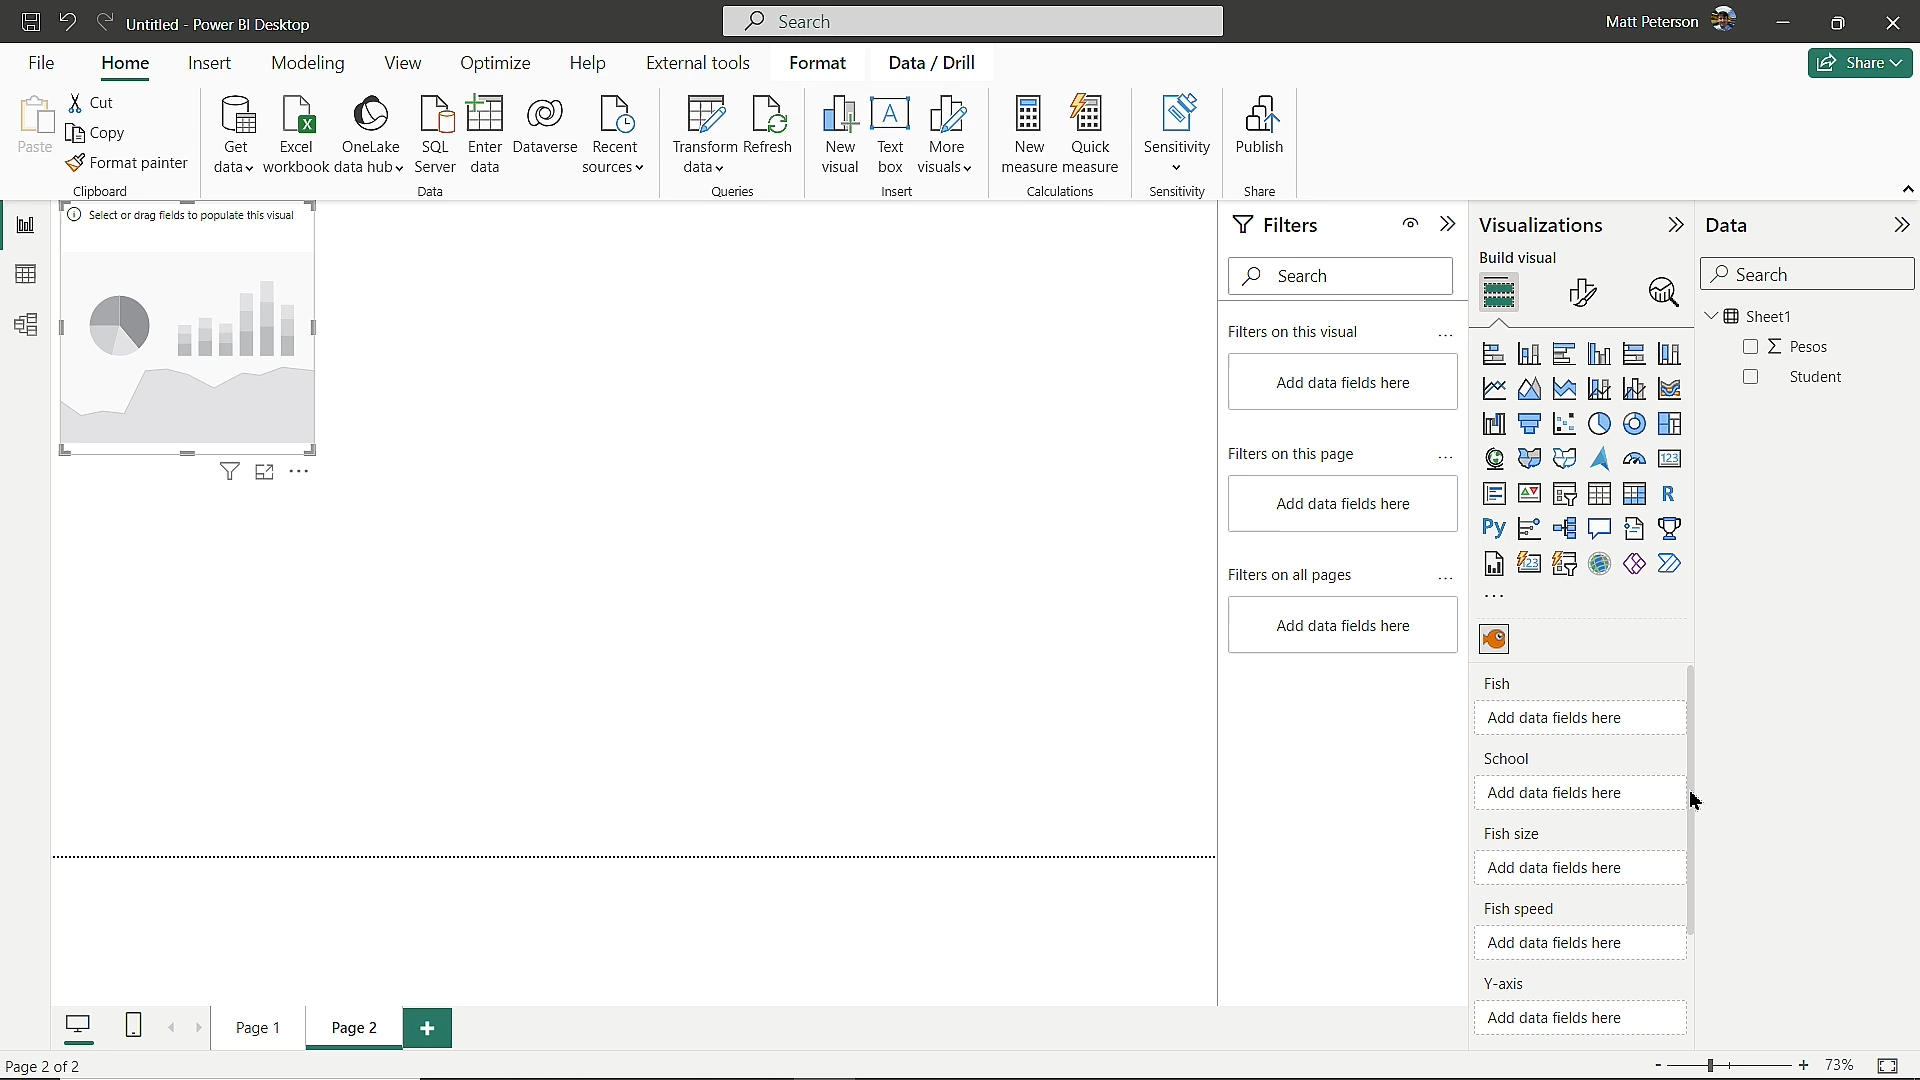 Untitled - Power BI Desktop
Search
Matt Peterson
File
Home
Insert
Modeling
View
Optimize
Help
External tools
Format
Data / Drill
Share
Paste
Cut
Copy
Format painter
Clipboard
Get data
Excel workbook
OneLake data hub
SQL Server
Enter data
Dataverse
Recent sources
Data
Transform data
Refresh
Queries
New visual
Text box
More visuals
Insert
New measure
Quick measure
Calculations
Sensitivity
Sensitivity
Publish
Share
Select or drag fields to populate this visual
Filters
Search
Filters on this visual
Add data fields here
Filters on this page
Add data fields here
Filters on all pages
Add data fields here
Visualizations
Build visual
123
R
Py
123
Fish
Add data fields here
School
Add data fields here
Fish size
Add data fields here
Fish speed
Add data fields here
Y-axis
Add data fields here
Data
Search
Sheet1
Σ Pesos
Student
Page 1
Page 2
Page 2 of 2
73%